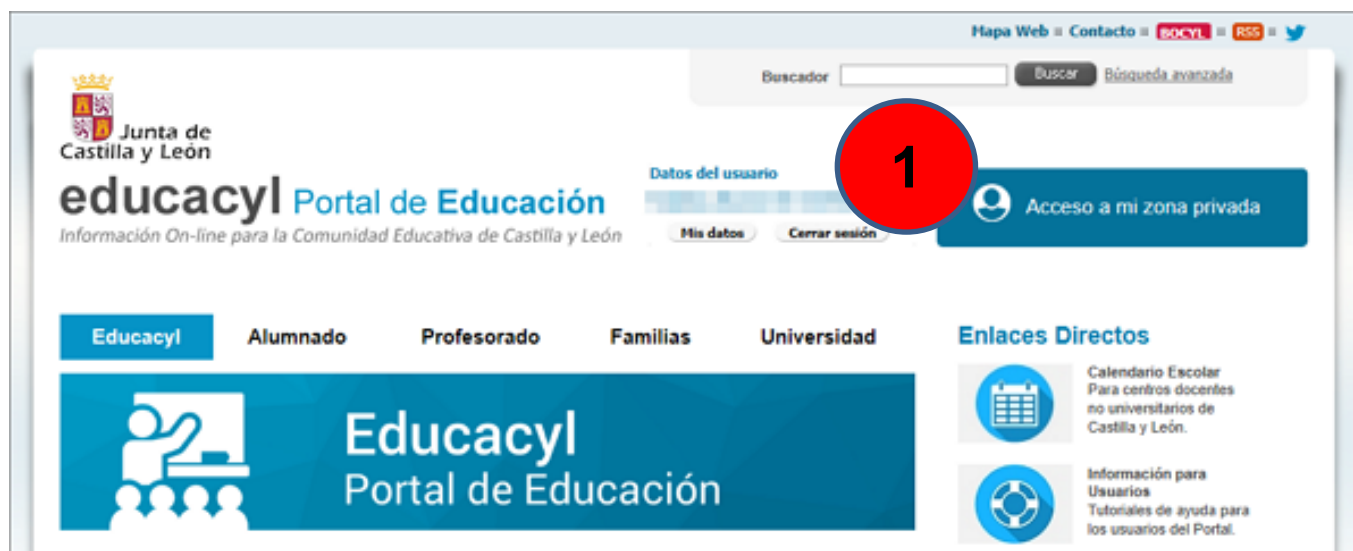 Mapa Web Contacto BOCYL RSS
Buscador Buscar Búsqueda avanzada
Junta de
Castilla y León
educacyl Portal de Educación
Información On-line para la Comunidad Educativa de Castilla y León
Datos del usuario
Mis datos Cerrar sesión
1
Acceso a mi zona privada
Educacyl Alumnado Profesorado Familias Universidad
Educacyl
Portal de Educación
Enlaces Directos
Calendario Escolar
Para centros docentes
no universitarios de
Castilla y León.
Información para
Usuarios
Tutoriales de ayuda para
los usuarios del Portal.